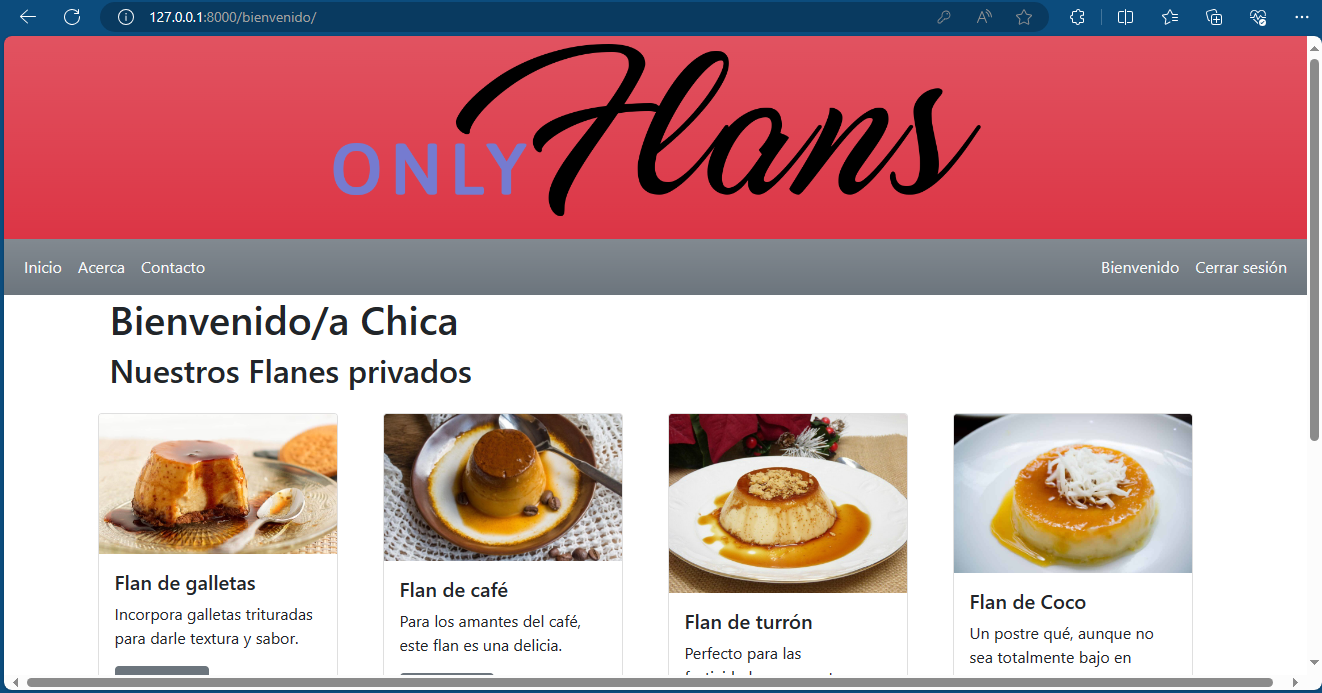 127.0.0.1:8000/bienvenido/
ONLY Flans
Inicio Acerca Contacto Bienvenido Cerrar sesión
Bienvenido/a Chica
Nuestros Flanes privados
Flan de galletas
Incorpora galletas trituradas
para darle textura y sabor.
Flan de café
Para los amantes del café,
este flan es una delicia.
Flan de turrón
Perfecto para las
Flan de Coco
Un postre qué, aunque no
sea totalmente bajo en